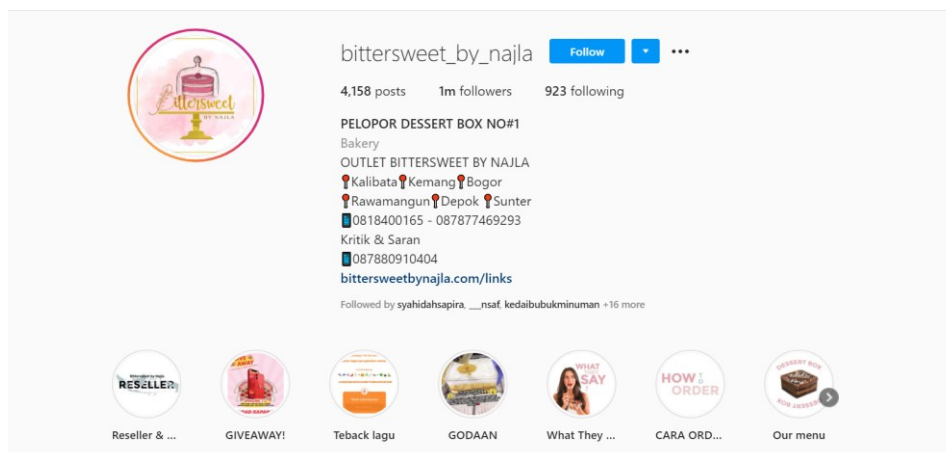 Bittersweet
BY NAJLA
bittersweet_by_najla Follow
4,158 posts 1m followers 923 following
PELOPOR DESSERT BOX NO#1
Bakery
OUTLET BITTERSWEET BY NAJLA
📍Kalibata📍Kemang📍Bogor
📍Rawamangun📍Depok 📍Sunter
📱0818400165 - 087877469293
Kritik & Saran
📱087880910404
bittersweetbynajla.com/links
Followed by syahidahsapira, __nsaf, kedaibubukminuman +16 more
RESELLER
WHAT
SAY
HOW TO
ORDER
DESSERT BOX
DESSERT BOX
Reseller & ... GIVEAWAY! Teback lagu GODAAN What They ... CARA ORD... Our menu